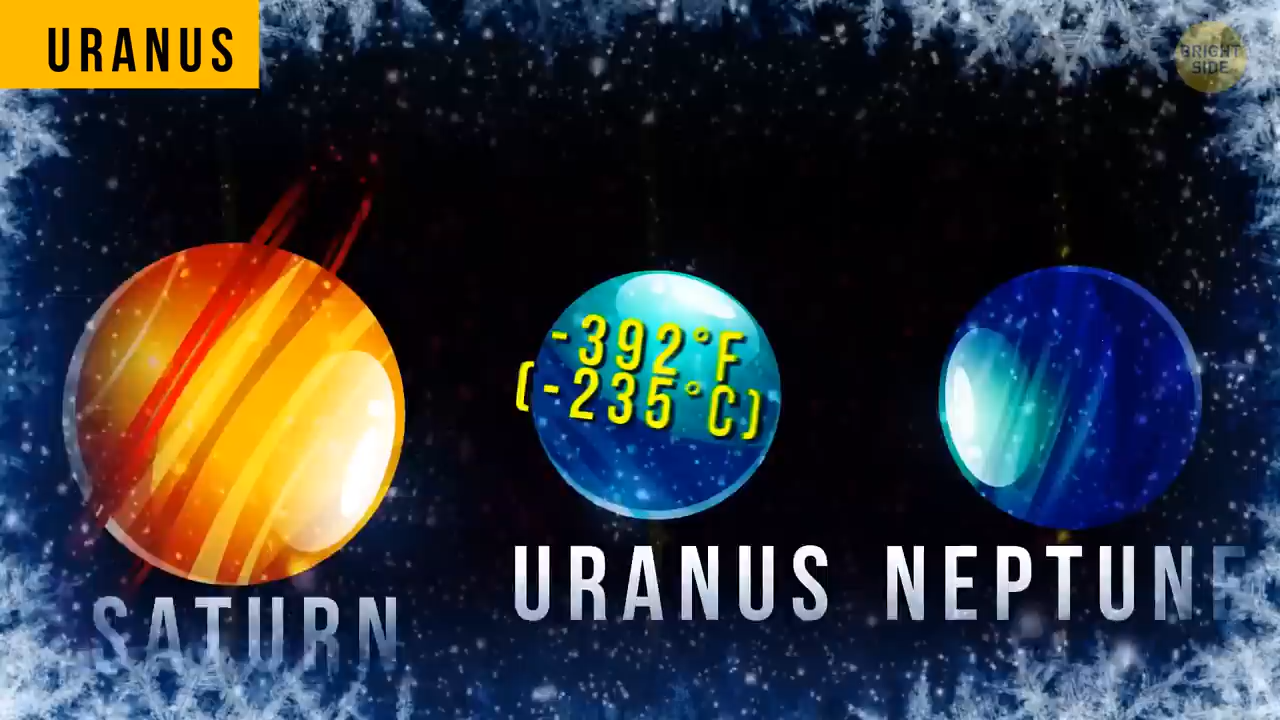 URANUS
BRIGHT
SIDE
-392°F
(-235°C)
URANUS
NEPTUNE
SATURN